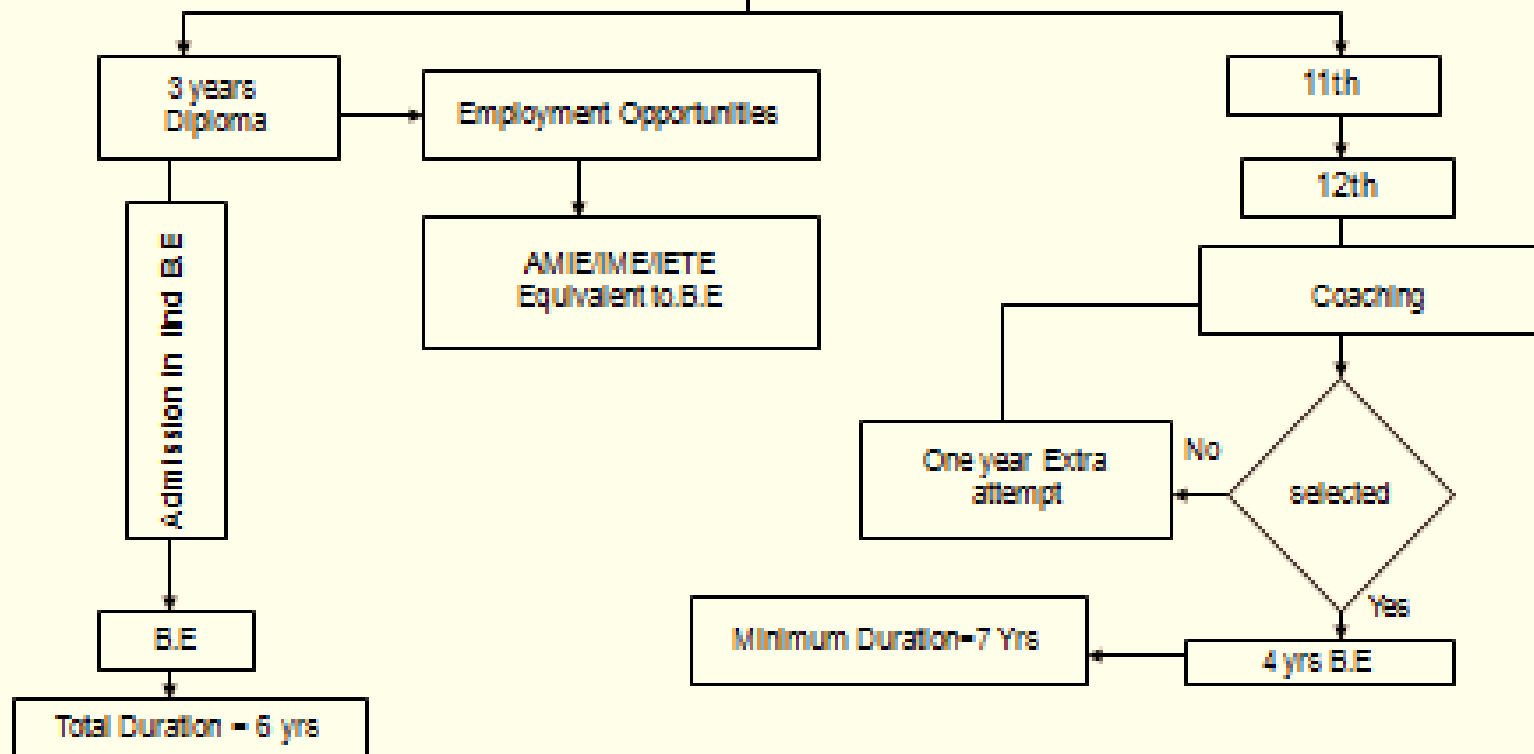 3 years
Diploma
Employment Opportunities
AMIE/IME/IETE
Equivalent to.B.E
Admission in IInd B.E
B.E
Total Duration = 6 yrs
11th
12th
Coaching
selected
No
One year Extra
attempt
Yes
4 yrs B.E
Minimum Duration=7 Yrs